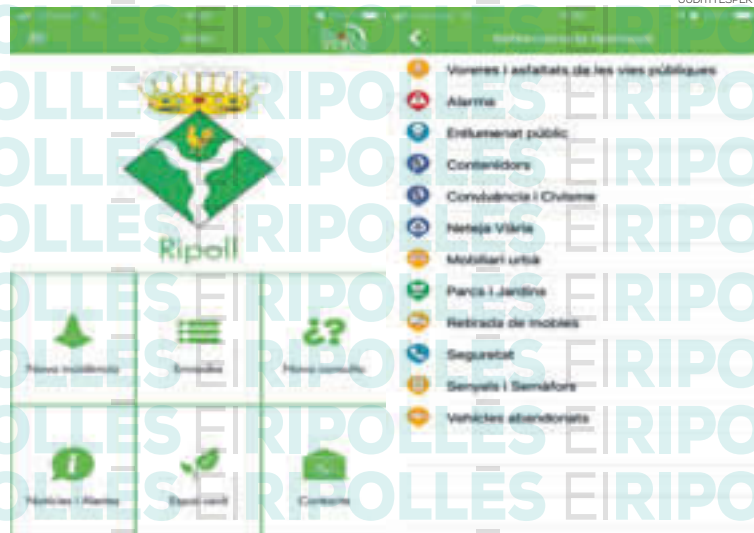 Ripoll
Nova incidència
Enviades
Nova consulta
Notícies i Alertes
Espai verd
Contacte
Voreres i asfaltats de les vies públiques
Alarma
Enllumenat públic
Contenidors
Convivència i Civisme
Neteja Viària
Mobiliari urbà
Parcs i Jardins
Retirada de mobles
Seguretat
Senyals i Semàfors
Vehicles abandonats
EL RIPOLLÈS